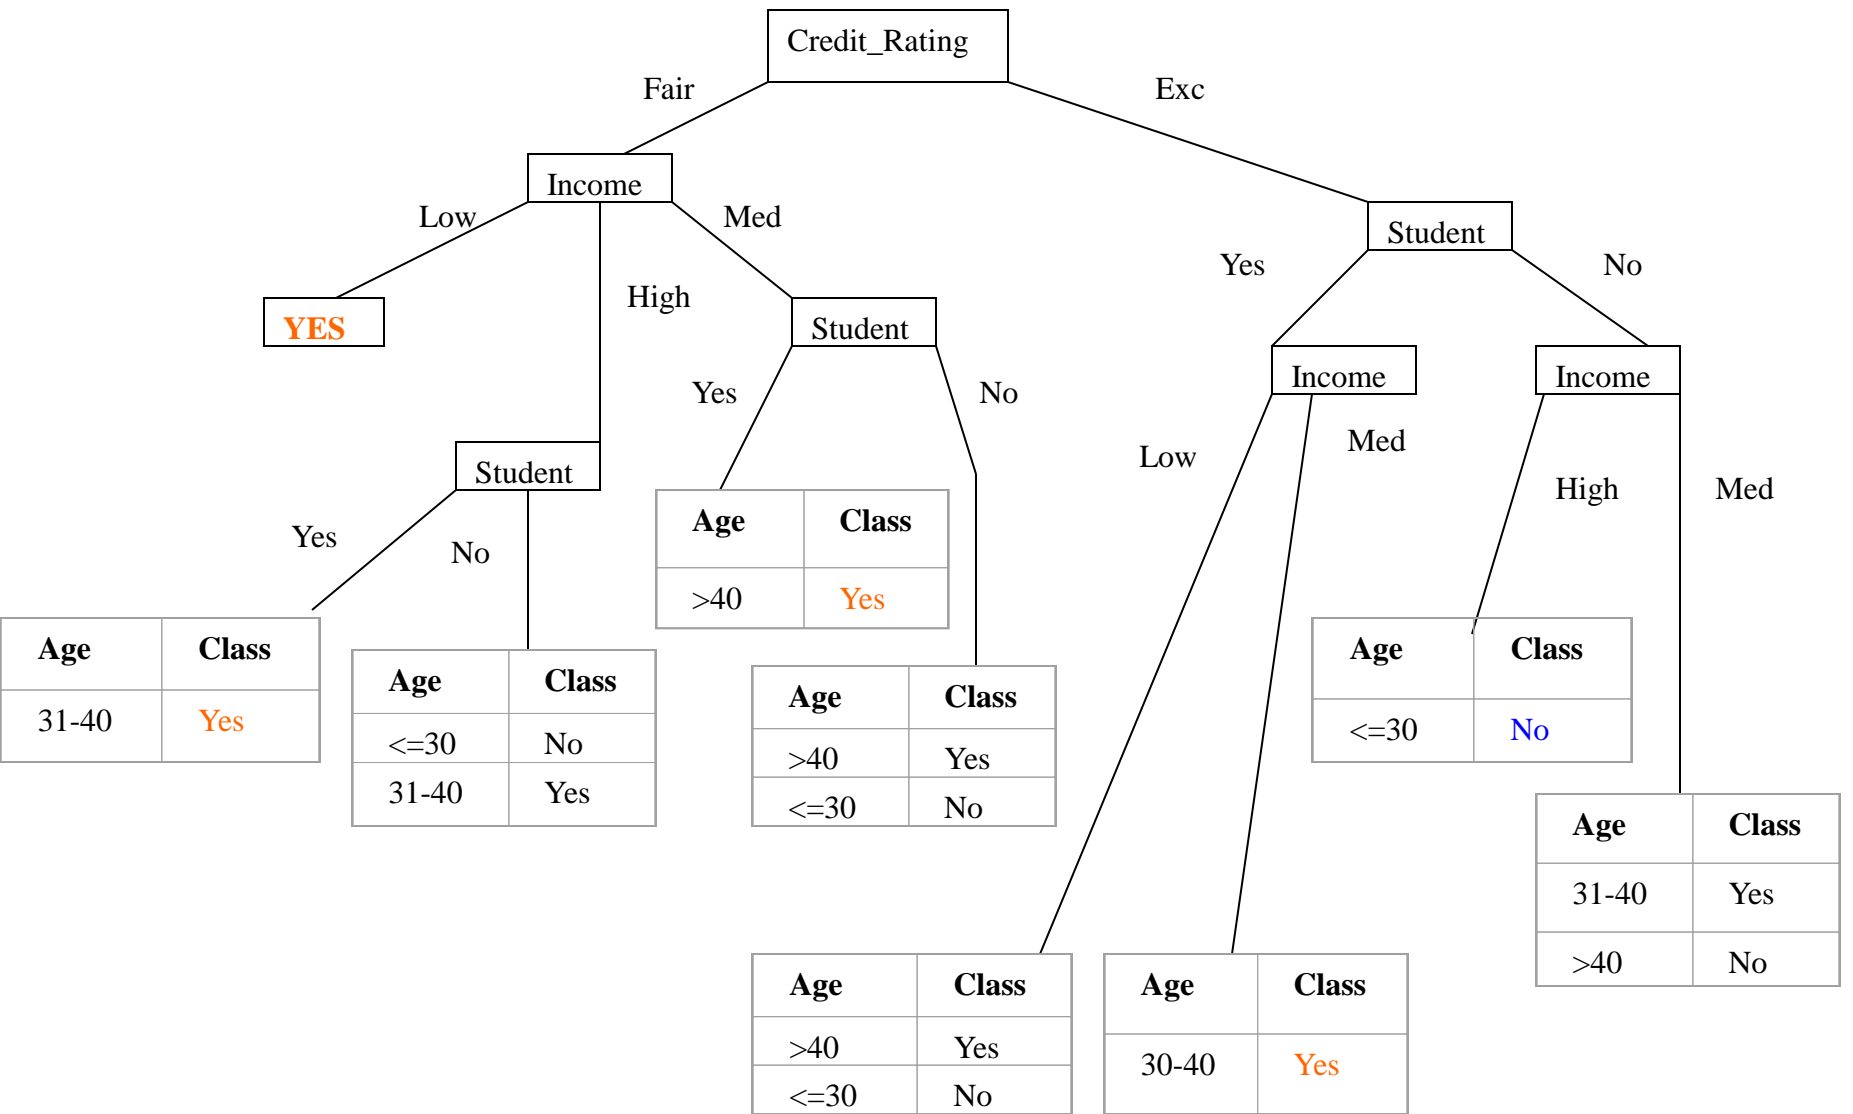 Credit_Rating
Fair
Exc
Income
Low
Med
Student
Yes
No
YES
High
Student
Income
Income
Yes
No
Med
Low
High
Med
Student
Yes
No
Age Class
>40 Yes
Age Class
31-40 Yes
Age Class
<=30 No
31-40 Yes
Age Class
>40 Yes
<=30 No
Age Class
<=30 No
Age Class
31-40 Yes
>40 No
Age Class
>40 Yes
<=30 No
Age Class
30-40 Yes